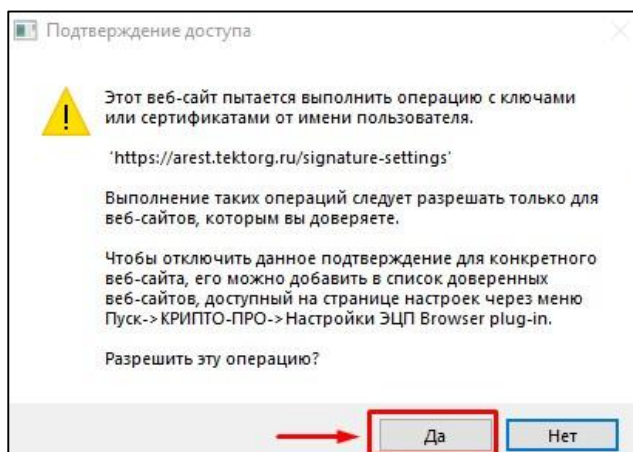 Подтверждение доступа
Этот веб-сайт пытается выполнить операцию с ключами
или сертификатами от имени пользователя.
'https://arest.tektorg.ru/signature-settings'
Выполнение таких операций следует разрешать только для
веб-сайтов, которым вы доверяете.
Чтобы отключить данное подтверждение для конкретного
веб-сайта, его можно добавить в список доверенных
веб-сайтов, доступный на странице настроек через меню
Пуск->КРИПТО-ПРО->Настройки ЭЦП Browser plug-in.
Разрешить эту операцию?
Да
Нет